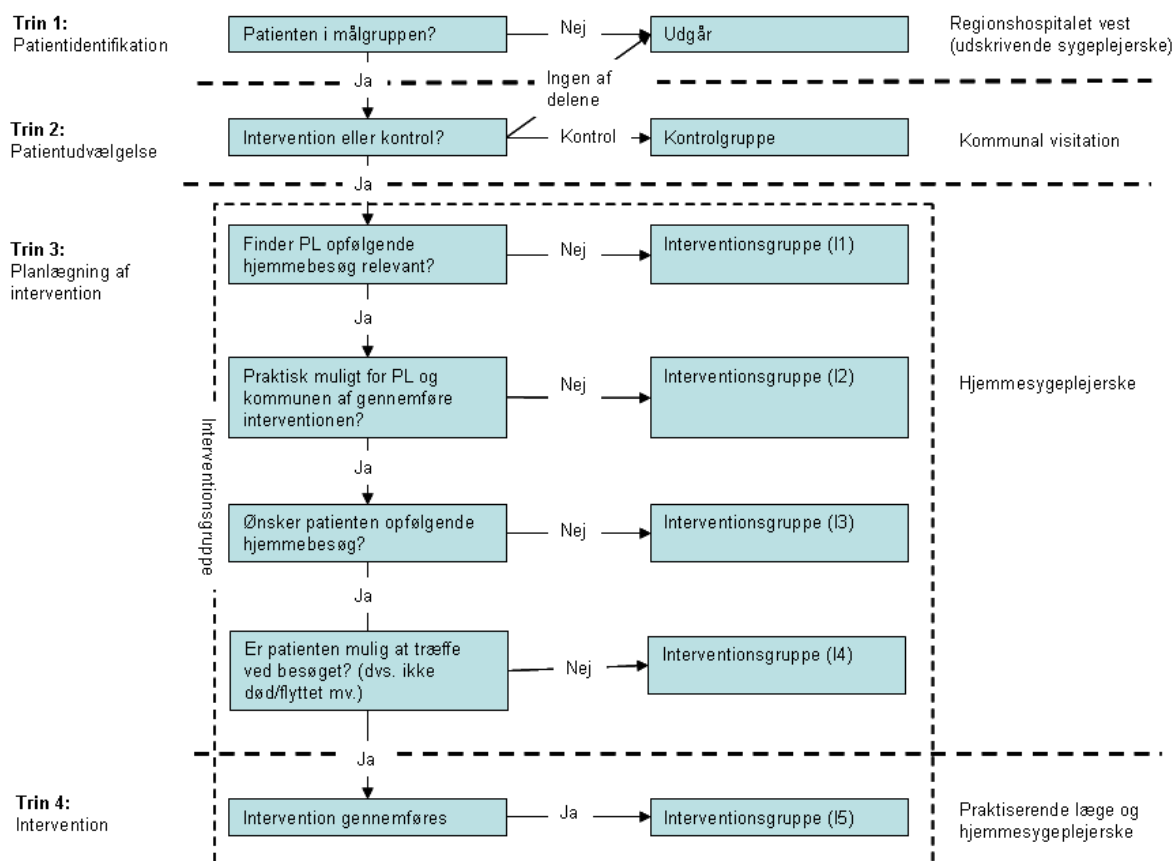 Trin 1:
Patientidentifikation
Patienten i målgruppen?
Nej
Udgår
Regionshospitalet vest
(udskrivende sygeplejerske)
Ja
Ingen af
delene
Trin 2:
Patientudvælgelse
Intervention eller kontrol?
Kontrol
Kontrolgruppe
Kommunal visitation
Ja
Trin 3:
Planlægning af
intervention
Finder PL opfølgende
hjemmebesøg relevant?
Nej
Interventionsgruppe (I1)
Ja
Praktisk muligt for PL og
kommunen af gennemføre
interventionen?
Nej
Interventionsgruppe (I2)
Hjemmesygeplejerske
Interventionsgruppe
Ja
Ønsker patienten opfølgende
hjemmebesøg?
Nej
Interventionsgruppe (I3)
Ja
Er patienten mulig at træffe
ved besøget? (dvs. ikke
død/flyttet mv.)
Nej
Interventionsgruppe (I4)
Ja
Trin 4:
Intervention
Intervention gennemføres
Ja
Interventionsgruppe (I5)
Praktiserende læge og
hjemmesygeplejerske